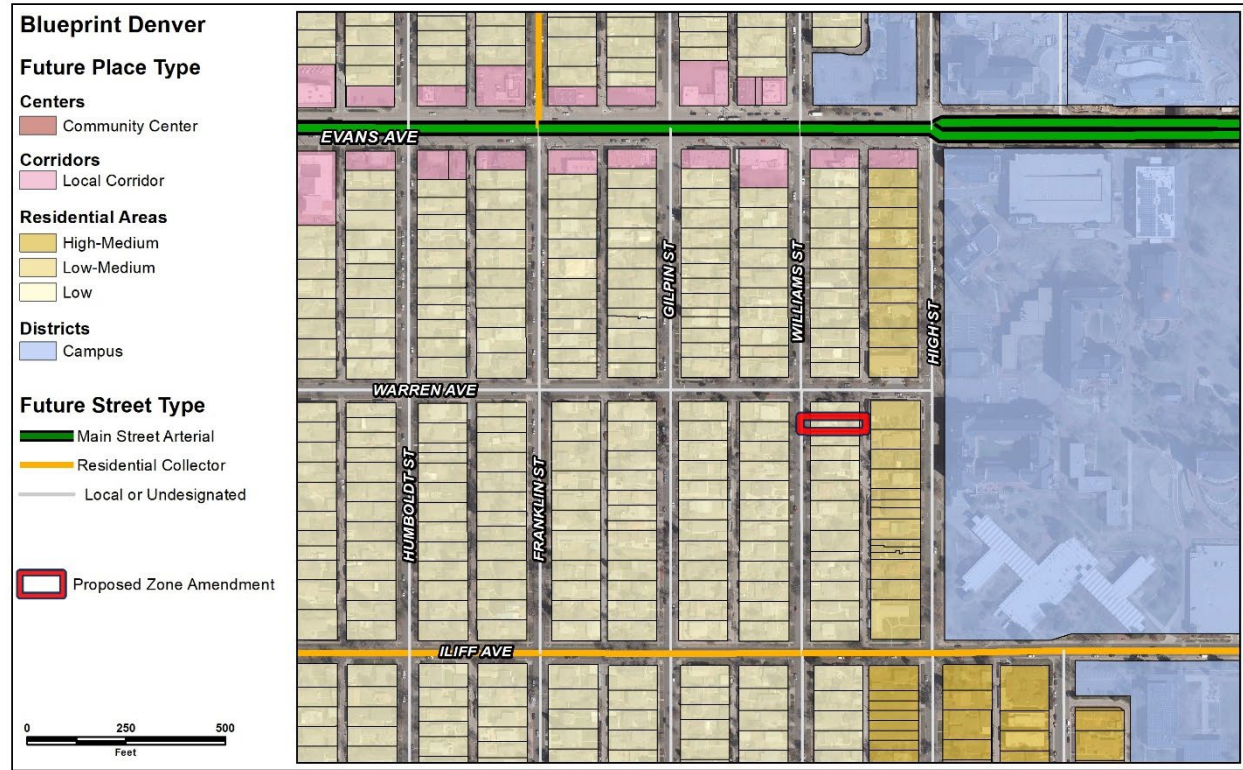 Blueprint Denver
Future Place Type
Centers
Community Center
Corridors
Local Corridor
Residential Areas
High-Medium
Low-Medium
Low
Districts
Campus
Future Street Type
Main Street Arterial
Residential Collector
Local or Undesignated
Proposed Zone Amendment
0 250 500
Feet
EVANS AVE
GILPIN ST
WILLIAMS ST
HIGH ST
WARREN AVE
HUMBOLDT ST
FRANKLIN ST
ILIFF AVE